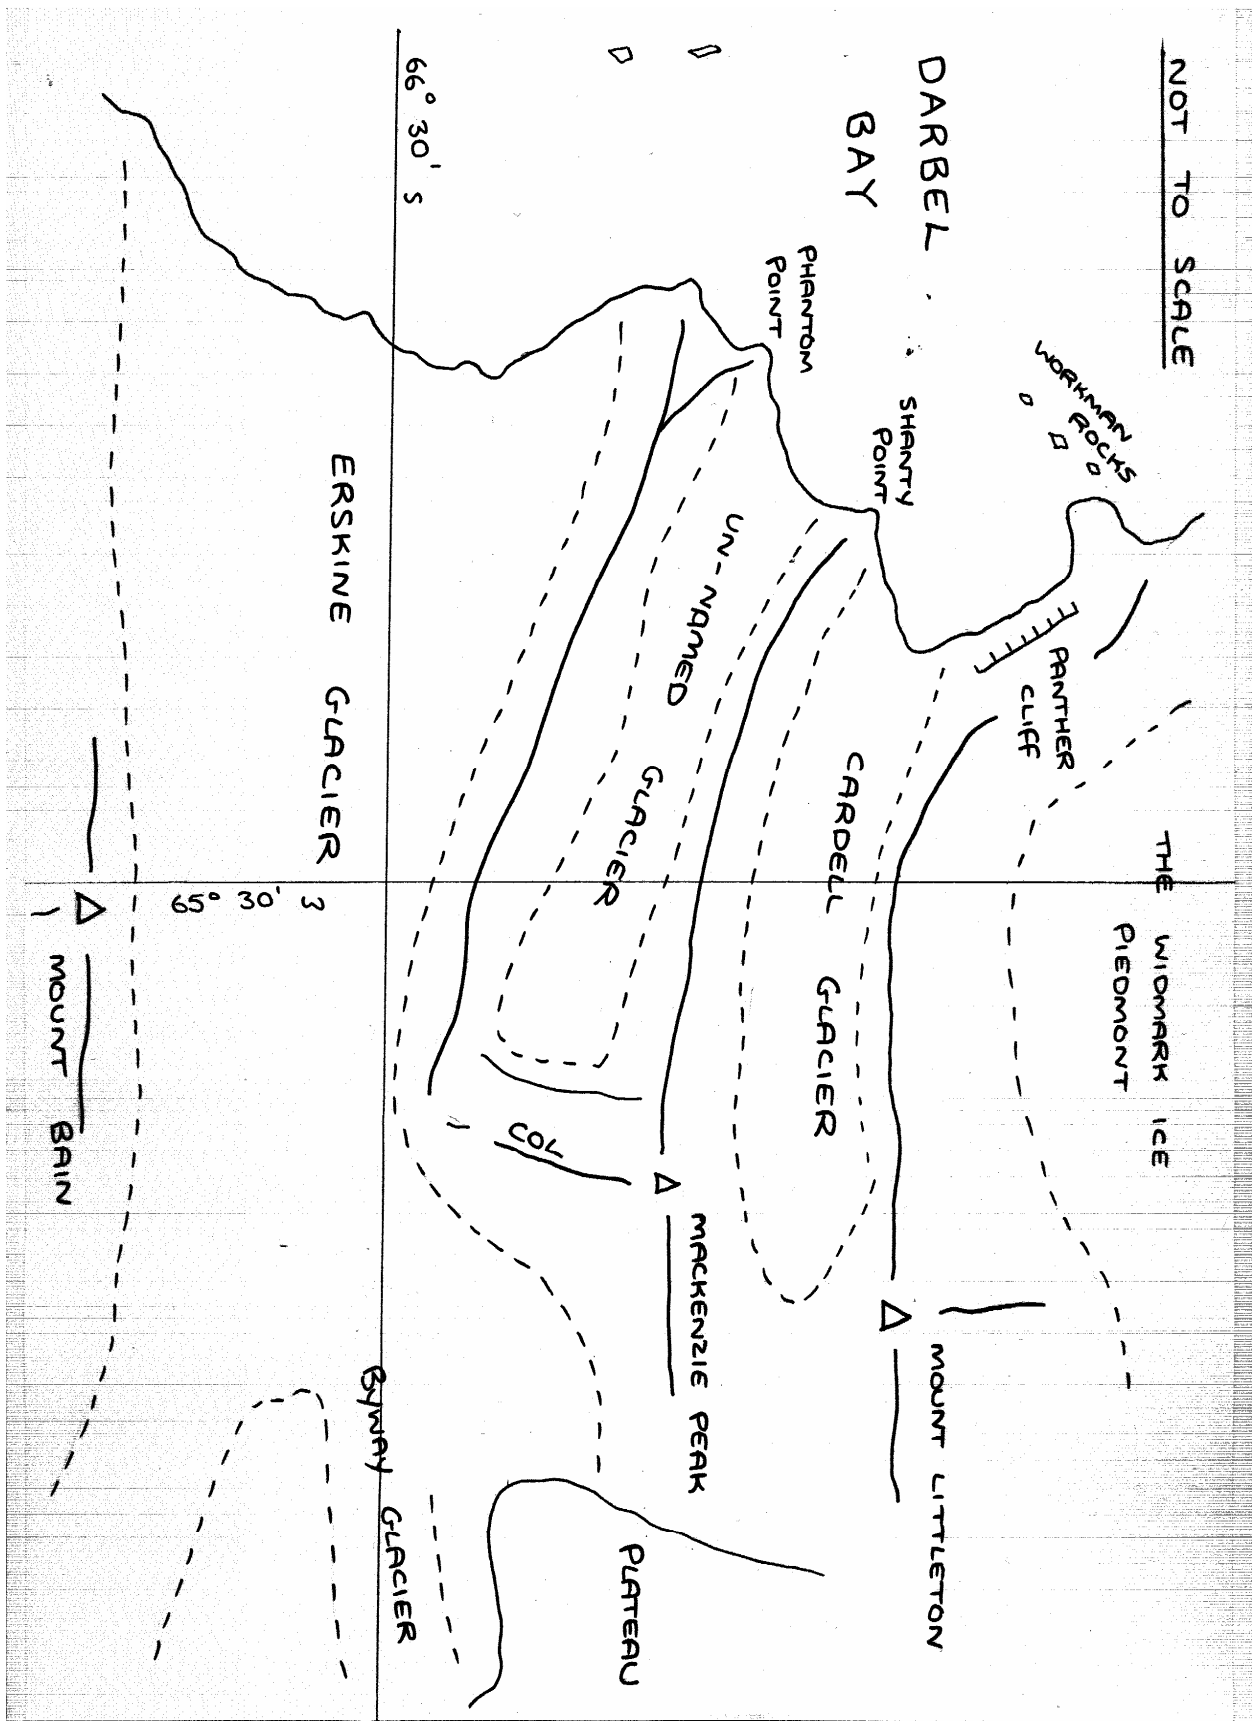 NOT TO SCALE
DARBEL
BAY
WORKMAN
ROCKS
PHANTOM
POINT
SHANTY
POINT
66° 30' S
PANTHER
CLIFF
THE WIDMARK ICE
PIEDMONT
CARDELL GLACIER
UN-NAMED GLACIER
ERSKINE GLACIER
65° 30' W
COL
MOUNT LITTLETON
MACKENZIE PEAK
MOUNT BAIN
PLATEAU
BYWAY GLACIER